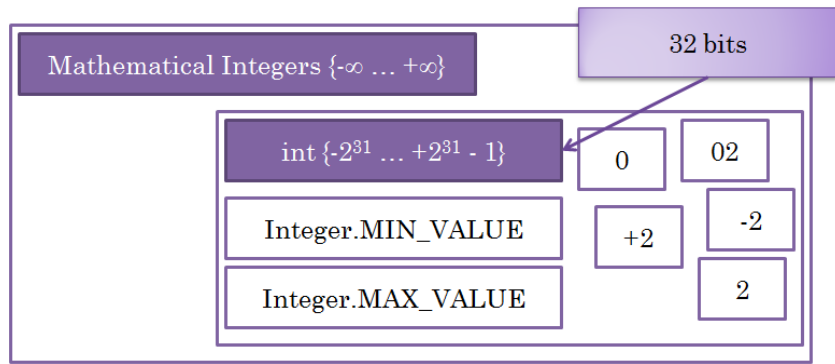 32 bits
Mathematical Integers {-∞ … +∞}
int {-2³¹ … +2³¹ - 1}
0
02
Integer.MIN_VALUE
+2
-2
Integer.MAX_VALUE
2